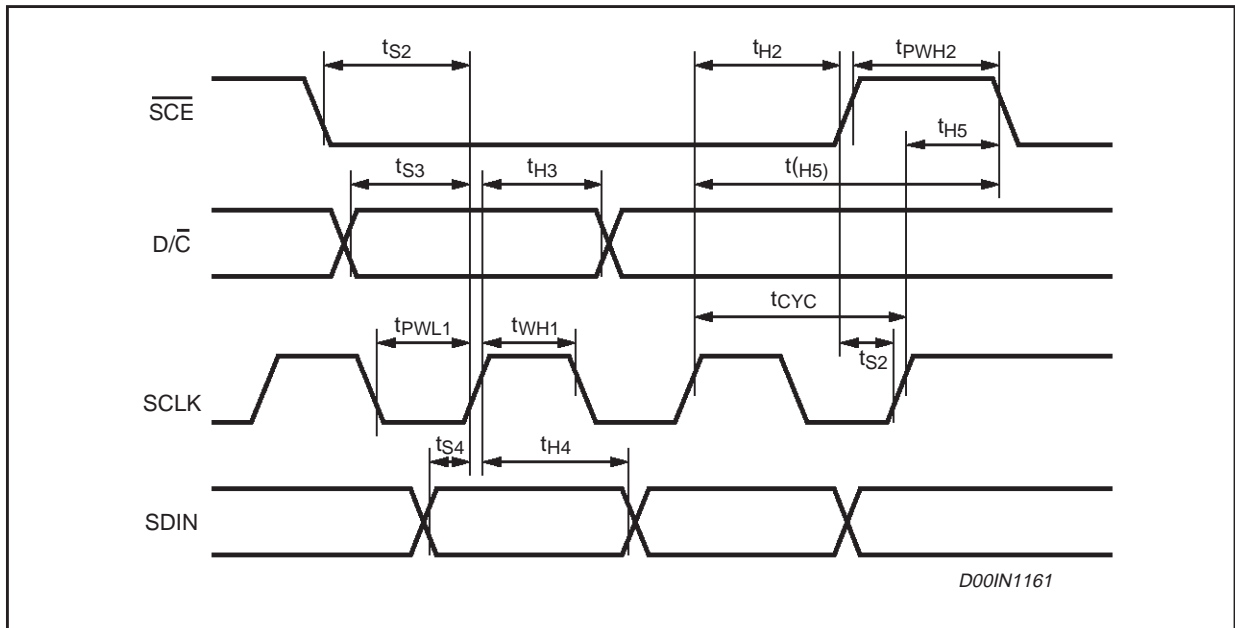 tS2 tH2 tPWH2
SCE
tH5
tS3 tH3 t(H5)
D/C
tCYC
tPWL1 tWH1
tS2
SCLK
tS4 tH4
SDIN
D00IN1161